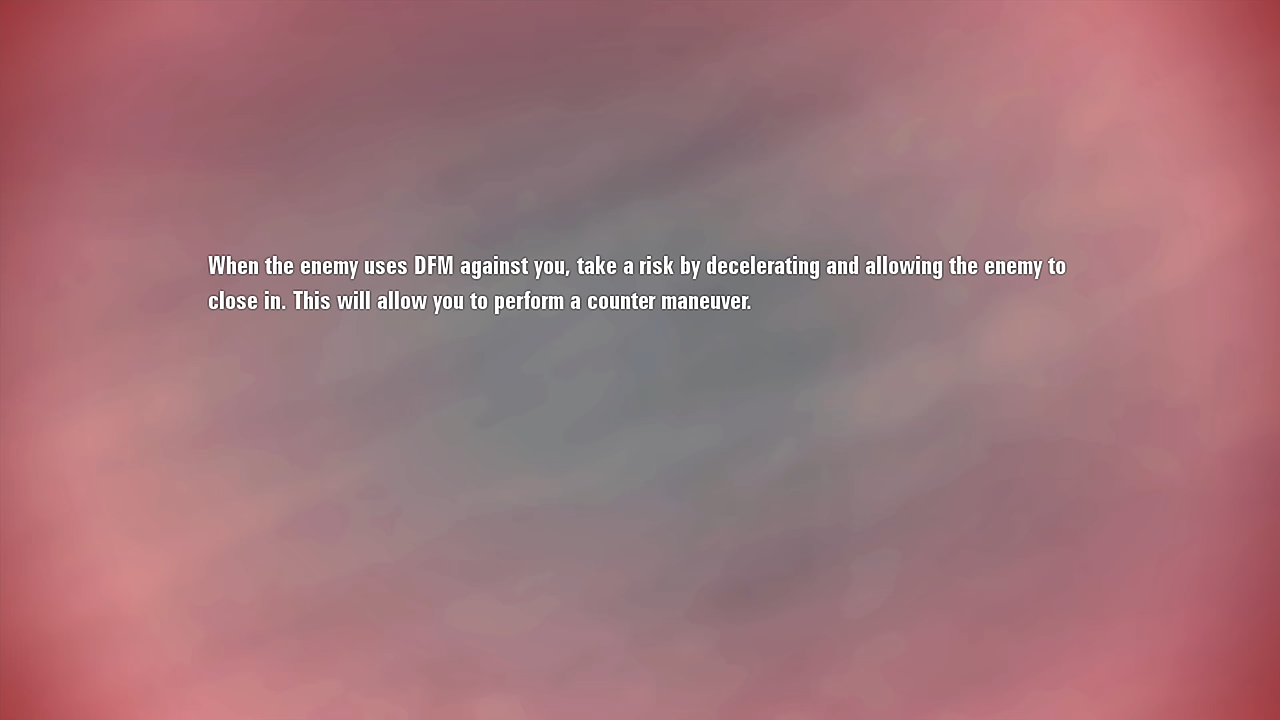 When the enemy uses DFM against you, take a risk by decelerating and allowing the enemy to
close in. This will allow you to perform a counter maneuver.